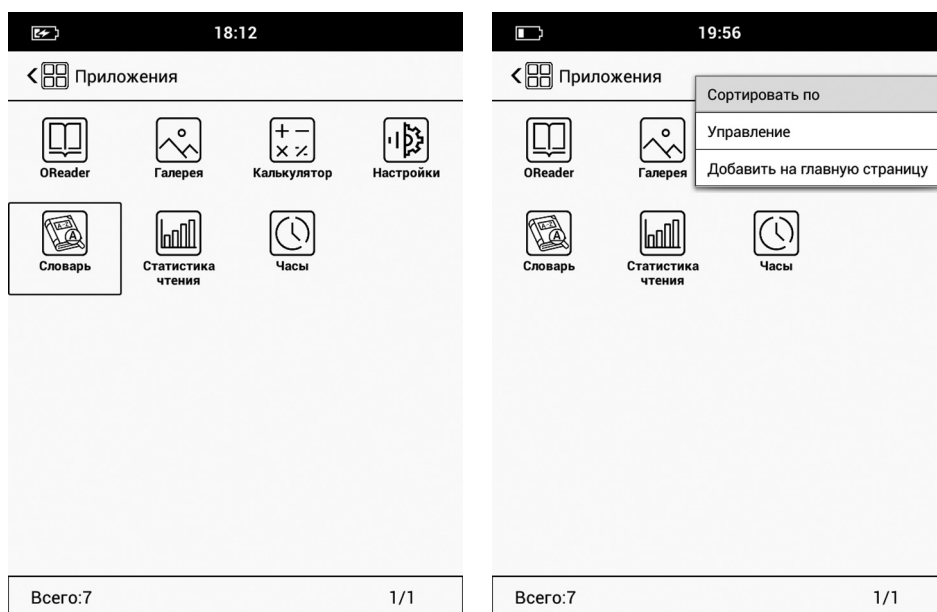 18:12
Приложения
OReader
Галерея
Калькулятор
Настройки
A-Z
A
Словарь
Статистика
чтения
Часы
Всего:7
1/1
19:56
Приложения
Сортировать по
Управление
Добавить на главную страницу
OReader
Галерея
A-Z
A
Словарь
Статистика
чтения
Часы
Всего:7
1/1